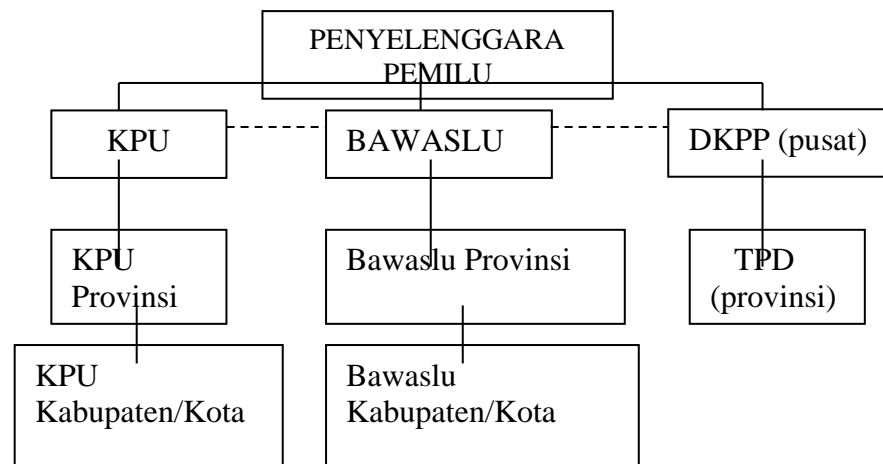 PENYELENGGARA
PEMILU
KPU
BAWASLU
DKPP (pusat)
KPU
Provinsi
Bawaslu Provinsi
TPD
(provinsi)
KPU
Kabupaten/Kota
Bawaslu
Kabupaten/Kota